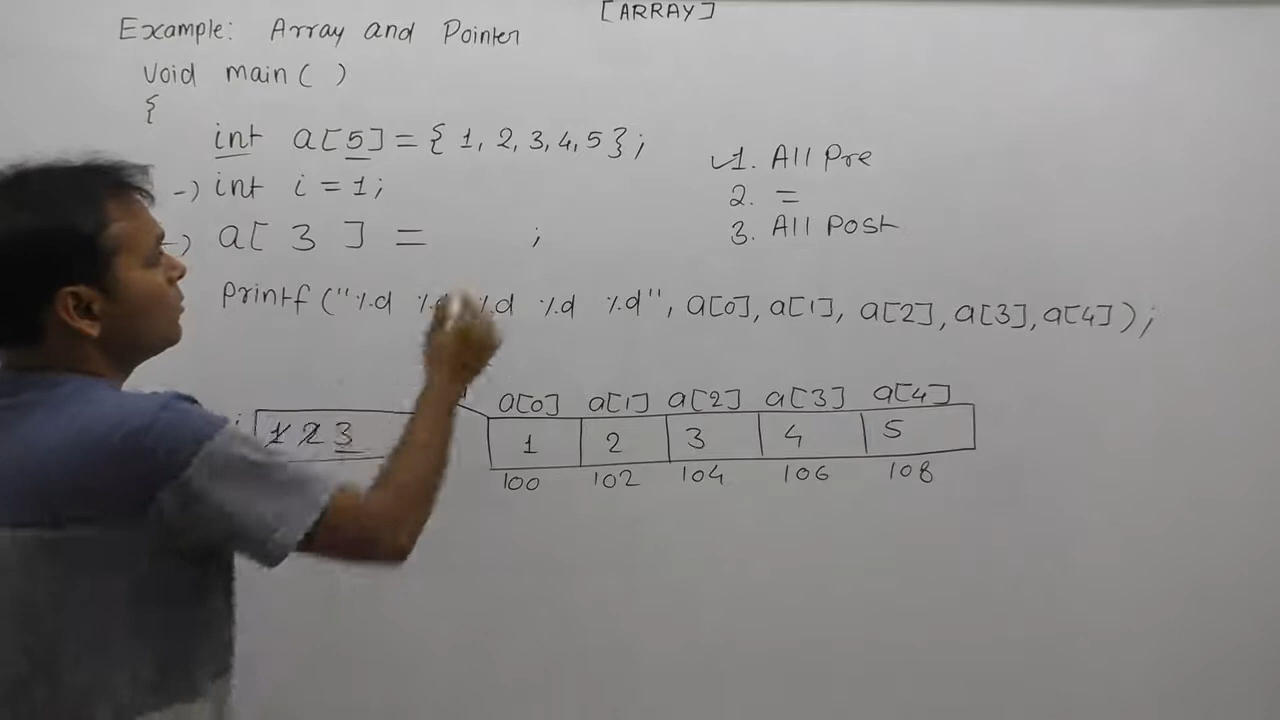 [ARRAY]
Example: Array and Pointer
Void main( )
{
int a[5] = { 1, 2, 3, 4, 5 };
-) int i = 1;
-) a[ 3 ] = ;
Printf ("%d %d %d %d %d", a[0], a[1], a[2], a[3], a[4] );
1. All Pre
2. =
3. All Post
a[0] a[1] a[2] a[3] a[4]
i 1 2 3
1 2 3 4 5
100 102 104 106 108